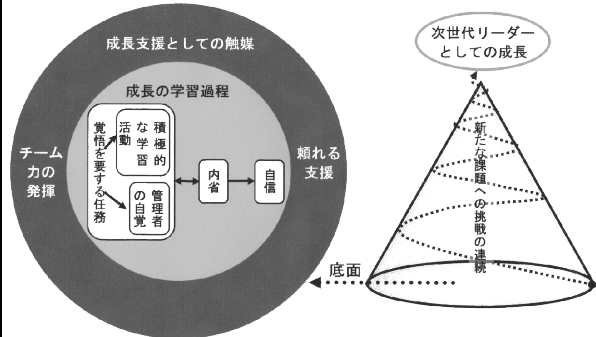 成長支援としての触媒
成長の学習過程
チーム
力の
発揮
覚悟を要する任務
積極的
な学習
活動
管理者
の自覚
内省
自信
頼れる
支援
底面
次世代リーダー
としての成長
新たな課題への挑戦の連続